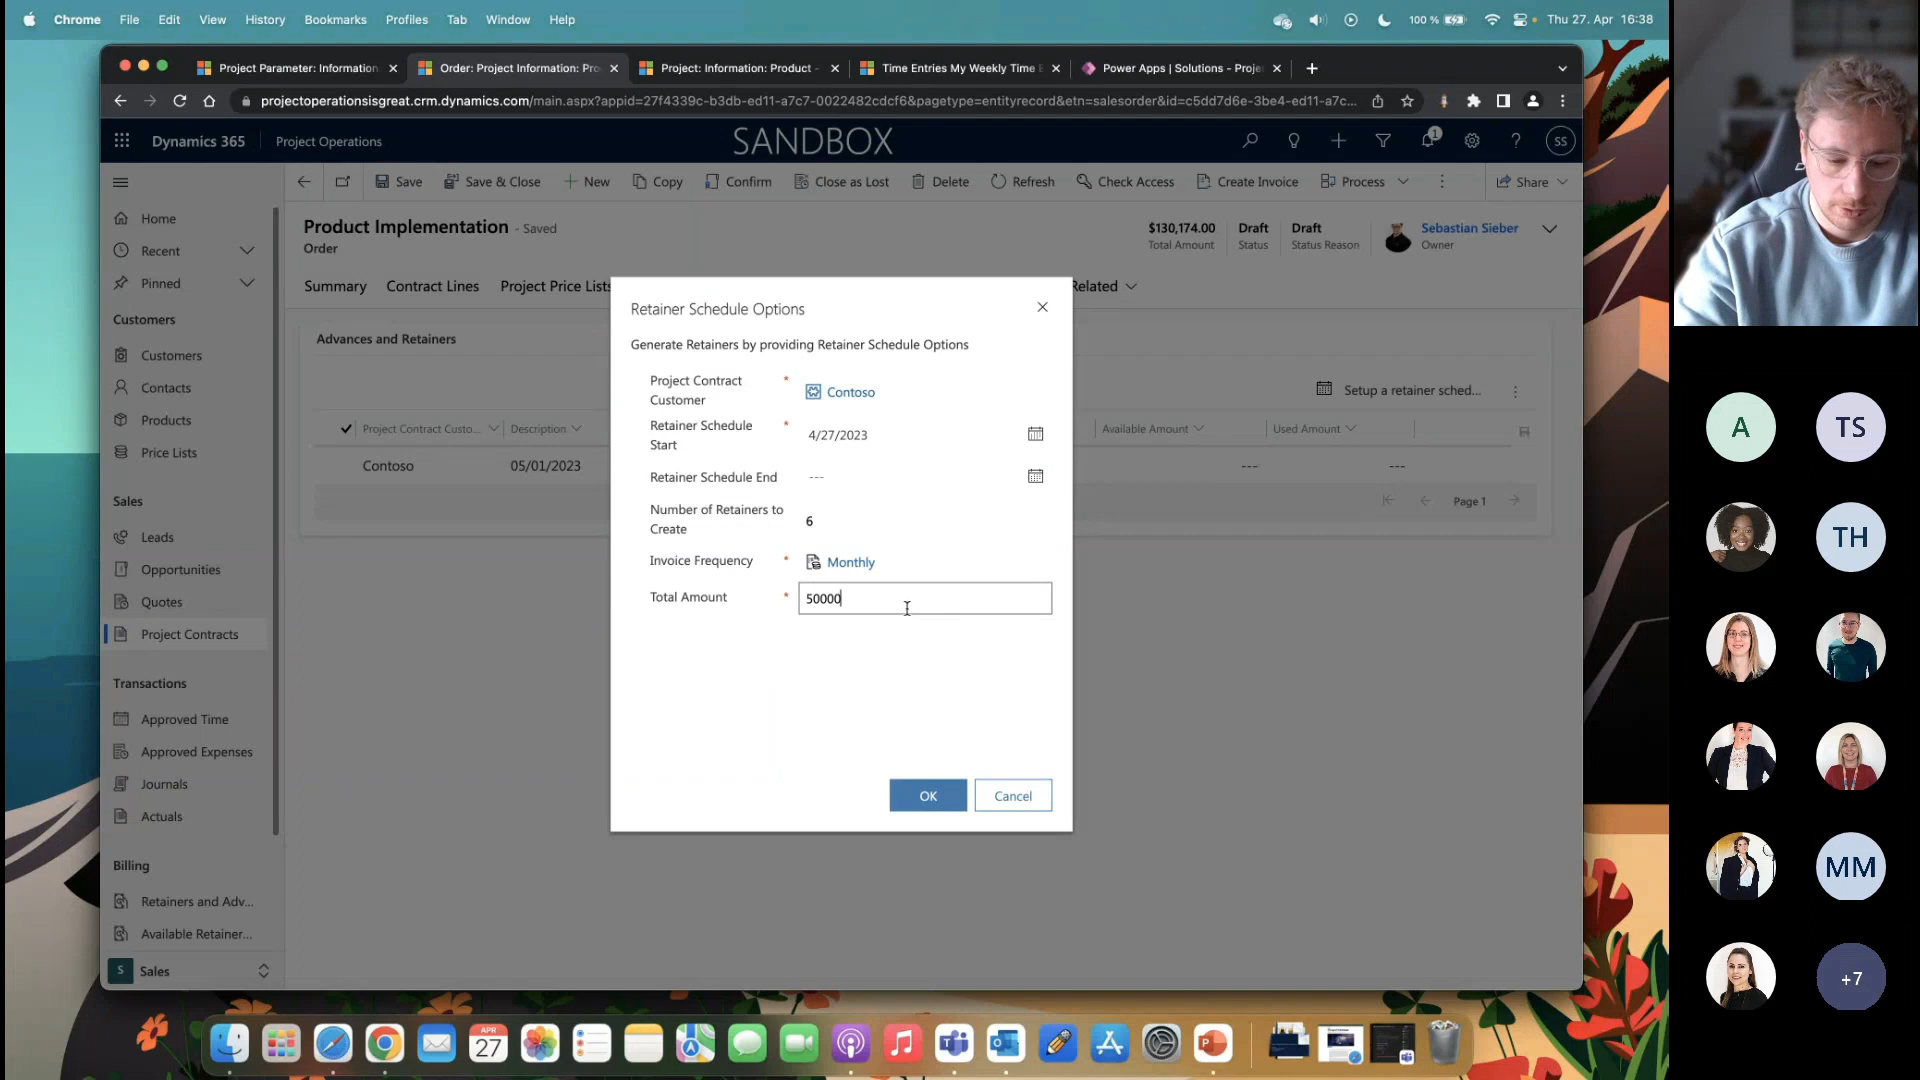 Chrome File Edit View History Bookmarks Profiles Tab Window Help 100 % Thu 27. Apr 16:38
Project Parameter: Information Order: Project Information: Pro Project: Information: Product - Time Entries My Weekly Time E Power Apps | Solutions - Proje
projectoperationsisgreat.crm.dynamics.com/main.aspx?appid=27f4339c-b3db-ed11-a7c7-0022482cdcf6&pagetype=entityrecord&etn=salesorder&id=c5dd7d6e-3be4-ed11-a7c...
Dynamics 365 Project Operations SANDBOX 1 SS
Save Save & Close New Copy Confirm Close as Lost Delete Refresh Check Access Create Invoice Process Share
Home
Recent
Pinned
Customers
Customers
Contacts
Products
Price Lists
Sales
Leads
Opportunities
Quotes
Project Contracts
Transactions
Approved Time
Approved Expenses
Journals
Actuals
Billing
Retainers and Adv...
Available Retainer...
S Sales
Product Implementation - Saved
Order
$130,174.00 Draft Draft Sebastian Sieber
Total Amount Status Status Reason Owner
Summary Contract Lines Project Price Lists Related
Advances and Retainers
Setup a retainer sched...
Project Contract Custo... Description Available Amount Used Amount
Contoso 05/01/2023 --- ---
Page 1
Retainer Schedule Options
Generate Retainers by providing Retainer Schedule Options
Project Contract
Customer * Contoso
Retainer Schedule
Start * 4/27/2023
Retainer Schedule End ---
Number of Retainers to
Create 6
Invoice Frequency * Monthly
Total Amount * 50000
OK Cancel
A TS
TH
MM
+7
APR
27